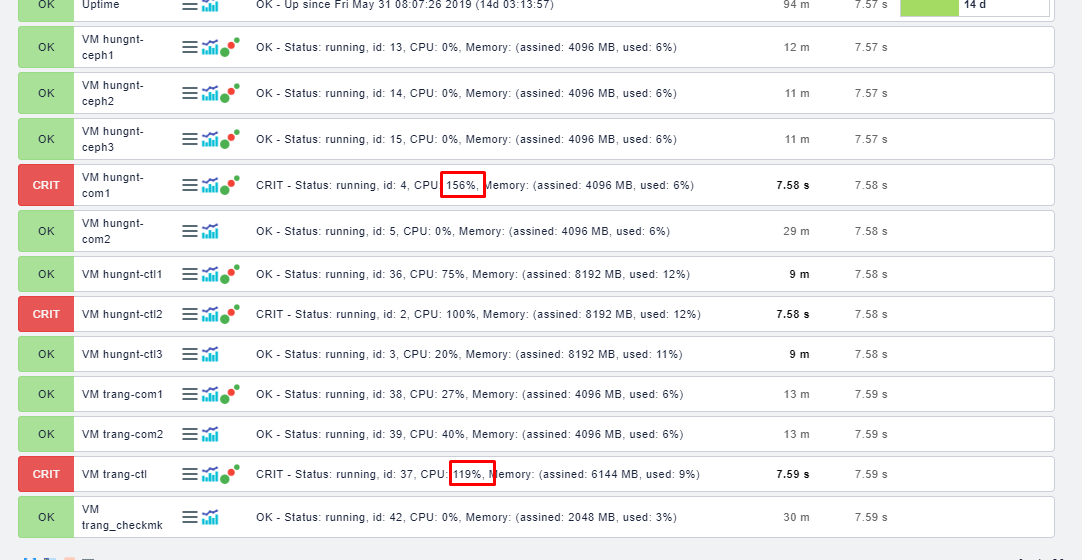 OK Uptime OK - Up since Fri May 31 08:07:26 2019 (14d 03:13:57) 94 m 7.57 s 14 d
OK VM hungnt-
ceph1 OK - Status: running, id: 13, CPU: 0%, Memory: (assined: 4096 MB, used: 6%) 12 m 7.57 s
OK VM hungnt-
ceph2 OK - Status: running, id: 14, CPU: 0%, Memory: (assined: 4096 MB, used: 6%) 11 m 7.57 s
OK VM hungnt-
ceph3 OK - Status: running, id: 15, CPU: 0%, Memory: (assined: 4096 MB, used: 6%) 11 m 7.57 s
CRIT VM hungnt-
com1 CRIT - Status: running, id: 4, CPU: 156%, Memory: (assined: 4096 MB, used: 6%) 7.58 s 7.58 s
OK VM hungnt-
com2 OK - Status: running, id: 5, CPU: 0%, Memory: (assined: 4096 MB, used: 6%) 29 m 7.58 s
OK VM hungnt-ctl1 OK - Status: running, id: 36, CPU: 75%, Memory: (assined: 8192 MB, used: 12%) 9 m 7.58 s
CRIT VM hungnt-ctl2 CRIT - Status: running, id: 2, CPU: 100%, Memory: (assined: 8192 MB, used: 12%) 7.58 s 7.58 s
OK VM hungnt-ctl3 OK - Status: running, id: 3, CPU: 20%, Memory: (assined: 8192 MB, used: 11%) 9 m 7.58 s
OK VM trang-com1 OK - Status: running, id: 38, CPU: 27%, Memory: (assined: 4096 MB, used: 6%) 13 m 7.59 s
OK VM trang-com2 OK - Status: running, id: 39, CPU: 40%, Memory: (assined: 4096 MB, used: 6%) 13 m 7.59 s
CRIT VM trang-ctl CRIT - Status: running, id: 37, CPU: 119%, Memory: (assined: 6144 MB, used: 9%) 7.59 s 7.59 s
OK VM
trang_checkmk OK - Status: running, id: 42, CPU: 0%, Memory: (assined: 2048 MB, used: 3%) 30 m 7.59 s